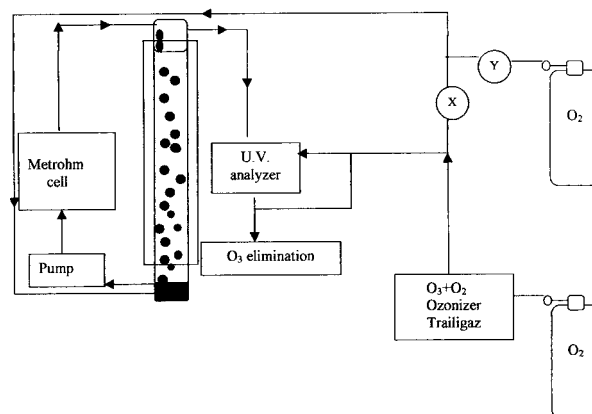 Y
X
O₂
Metrohm
cell
U.V.
analyzer
Pump
O₃ elimination
O₃+O₂
Ozonizer
Trailigaz
O₂